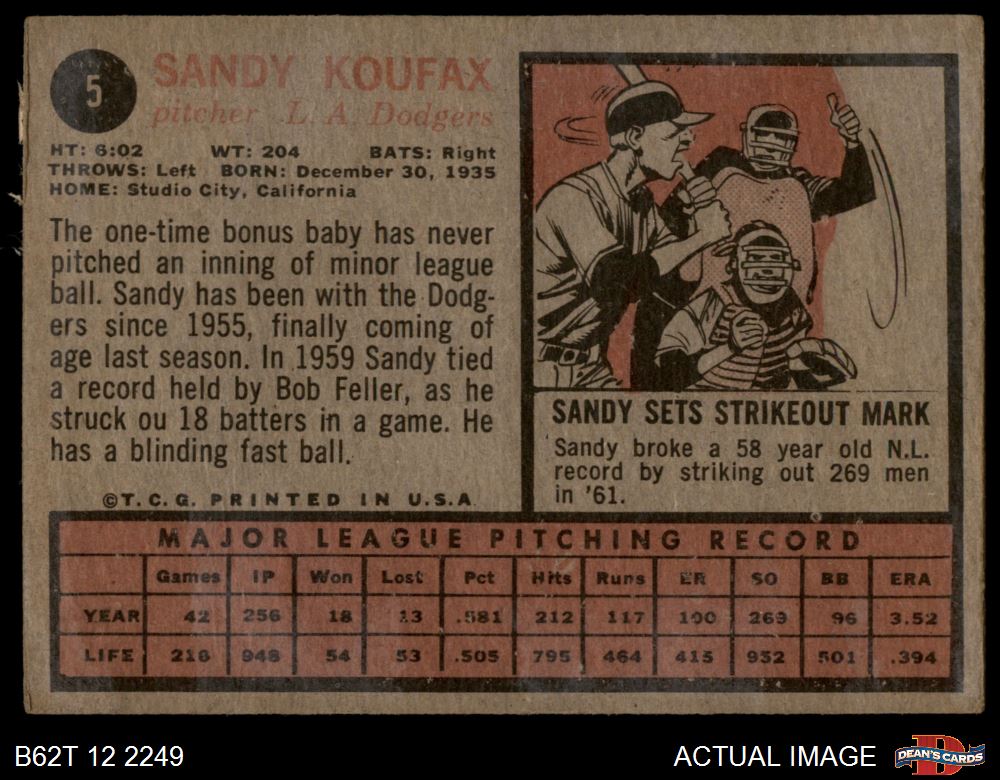 5
SANDY KOUFAX
pitcher L. A. Dodgers
HT: 6:02 WT: 204 BATS: Right
THROWS: Left BORN: December 30, 1935
HOME: Studio City, California
The one-time bonus baby has never
pitched an inning of minor league
ball. Sandy has been with the Dodg-
ers since 1955, finally coming of
age last season. In 1959 Sandy tied
a record held by Bob Feller, as he
struck ou 18 batters in a game. He
has a blinding fast ball.
©T.C.G. PRINTED IN U.S.A
SANDY SETS STRIKEOUT MARK
Sandy broke a 58 year old N.L.
record by striking out 269 men
in '61.
MAJOR LEAGUE PITCHING RECORD
Games IP Won Lost Pct Hits Runs ER SO BB ERA
YEAR 42 256 18 13 .581 212 117 100 269 96 3.52
LIFE 216 948 54 53 .505 795 464 415 952 501 .394
B62T 12 2249
ACTUAL IMAGE
D
DEAN'S CARDS